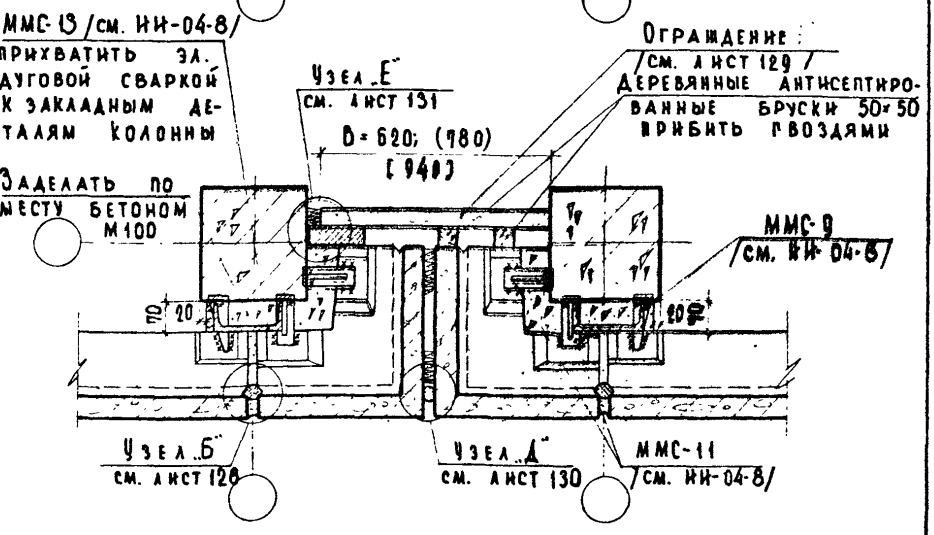 ММС-13 /см. ИИ-04-8/
ПРИХВАТИТЬ ЭЛ.
ДУГОВОЙ СВАРКОЙ
К ЗАКЛАДНЫМ ДЕ-
ТАЛЯМ КОЛОННЫ
ЗАДЕЛАТЬ ПО
МЕСТУ БЕТОНОМ
М100
УЗЕЛ „Е"
СМ. ЛИСТ 131
В = 620; (780)
[940]
ОГРАЖДЕНИЕ:
/СМ. ЛИСТ 129/
ДЕРЕВЯННЫЕ АНТИСЕПТИРО-
ВАННЫЕ БРУСКИ 50×50
ПРИБИТЬ ГВОЗДЯМИ
ММС-9
/СМ. ИИ-04-8/
70
20
20
УЗЕЛ „Б"
СМ. ЛИСТ 128
УЗЕЛ „Д"
СМ. ЛИСТ 130
ММС-11
/СМ. ИИ-04-8/